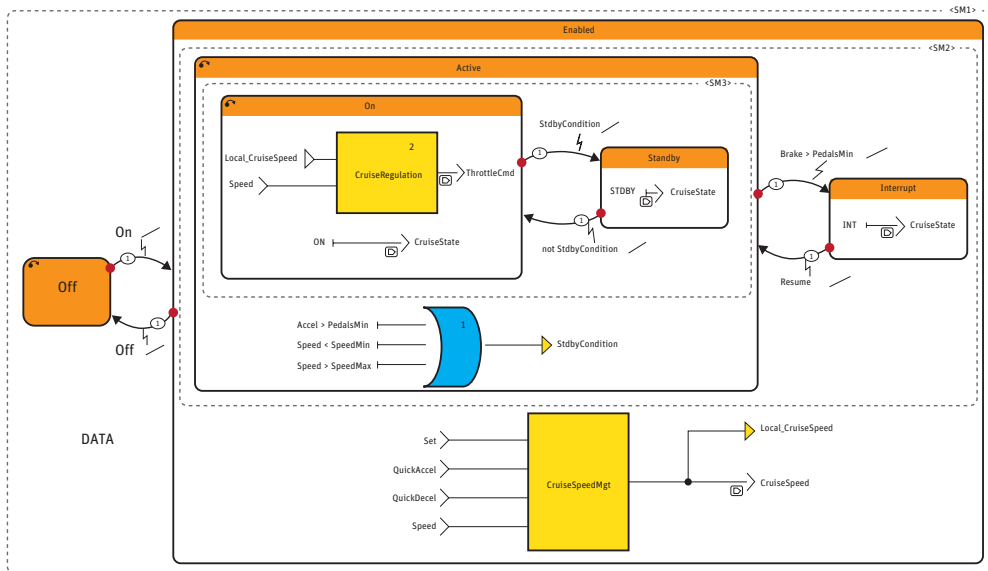 <SM1>
Enabled
<SM2>
Active
<SM3>
On
2
CruiseRegulation
Local_CruiseSpeed
Speed
ThrottleCmd
ON
CruiseState
StdbyCondition
1
Standby
STDBY
CruiseState
1
not StdbyCondition
Brake > PedalsMin
1
Interrupt
INT
CruiseState
1
Resume
On
1
Off
1
Off
Accel > PedalsMin
Speed < SpeedMin
Speed > SpeedMax
1
StdbyCondition
DATA
Set
QuickAccel
QuickDecel
Speed
CruiseSpeedMgt
Local_CruiseSpeed
CruiseSpeed